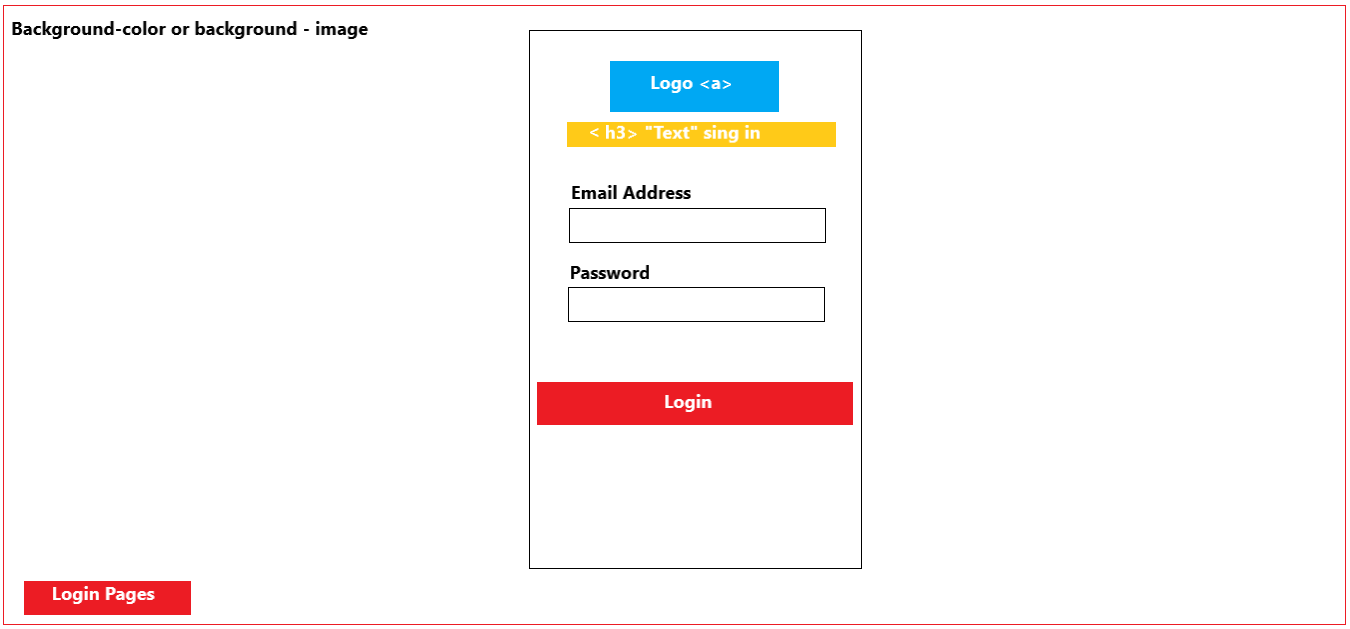 Background-color or background - image
Logo <a>
< h3> "Text" sing in
Email Address
Password
Login
Login Pages